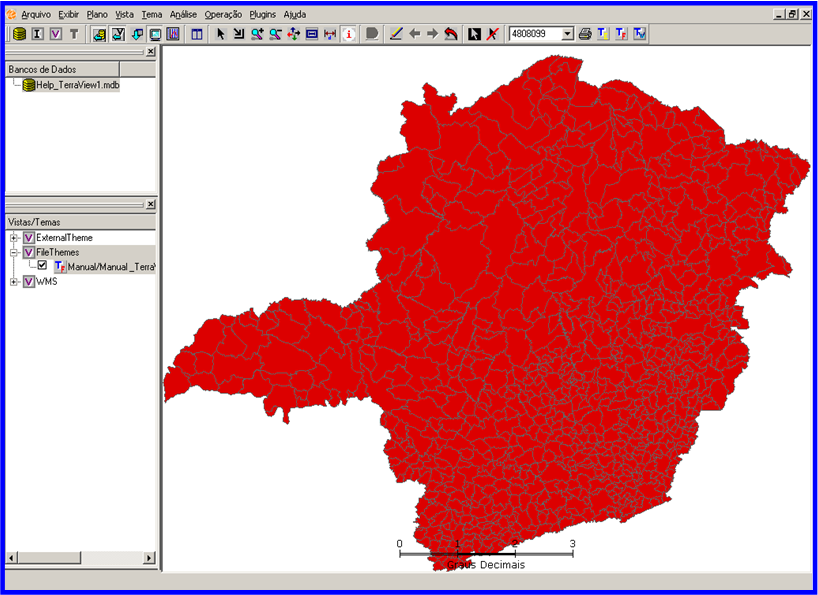 Arquivo Exibir Plano Vista Tema Análise Operação Plugins Ajuda
I V T 4808099
Bancos de Dados
Help_TerraView1.mdb
Vistas/Temas
V ExternalTheme
V FileThemes
Manual/Manual_TerraV
V WMS
0 1 2 3
Graus Decimais